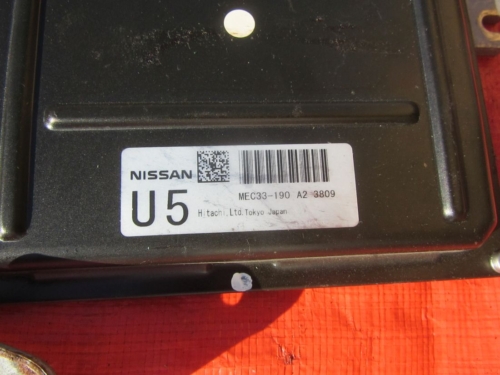 NISSAN
MEC33-190 A2 3809
U5
Hitachi,Ltd.Tokyo Japan